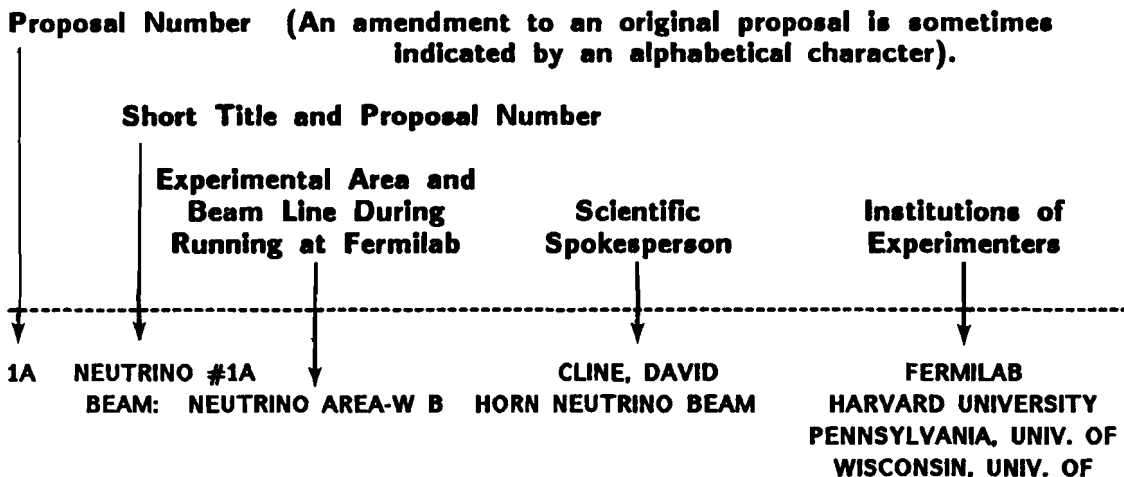 Proposal Number (An amendment to an original proposal is sometimes
indicated by an alphabetical character).
Short Title and Proposal Number
Experimental Area and
Beam Line During
Running at Fermilab
Scientific
Spokesperson
Institutions of
Experimenters
1A NEUTRINO #1A CLINE, DAVID FERMILAB
BEAM: NEUTRINO AREA-W B HORN NEUTRINO BEAM HARVARD UNIVERSITY
PENNSYLVANIA, UNIV. OF
WISCONSIN, UNIV. OF